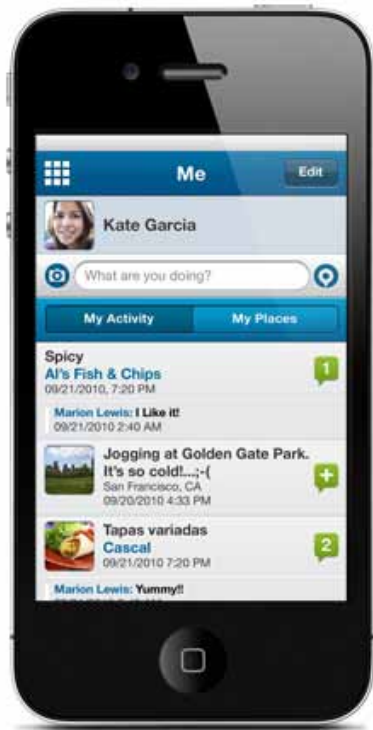 Me
Edit
Kate Garcia
What are you doing?
My Activity
My Places
Spicy
Al's Fish & Chips
09/21/2010, 7:20 PM
1
Marion Lewis: I Like it!
09/21/2010 2:40 AM
Jogging at Golden Gate Park.
It's so cold!...;-(
San Francisco, CA
09/20/2010 4:33 PM
+
Tapas variadas
Cascal
09/21/2010 7:20 PM
2
Marion Lewis: Yummy!!